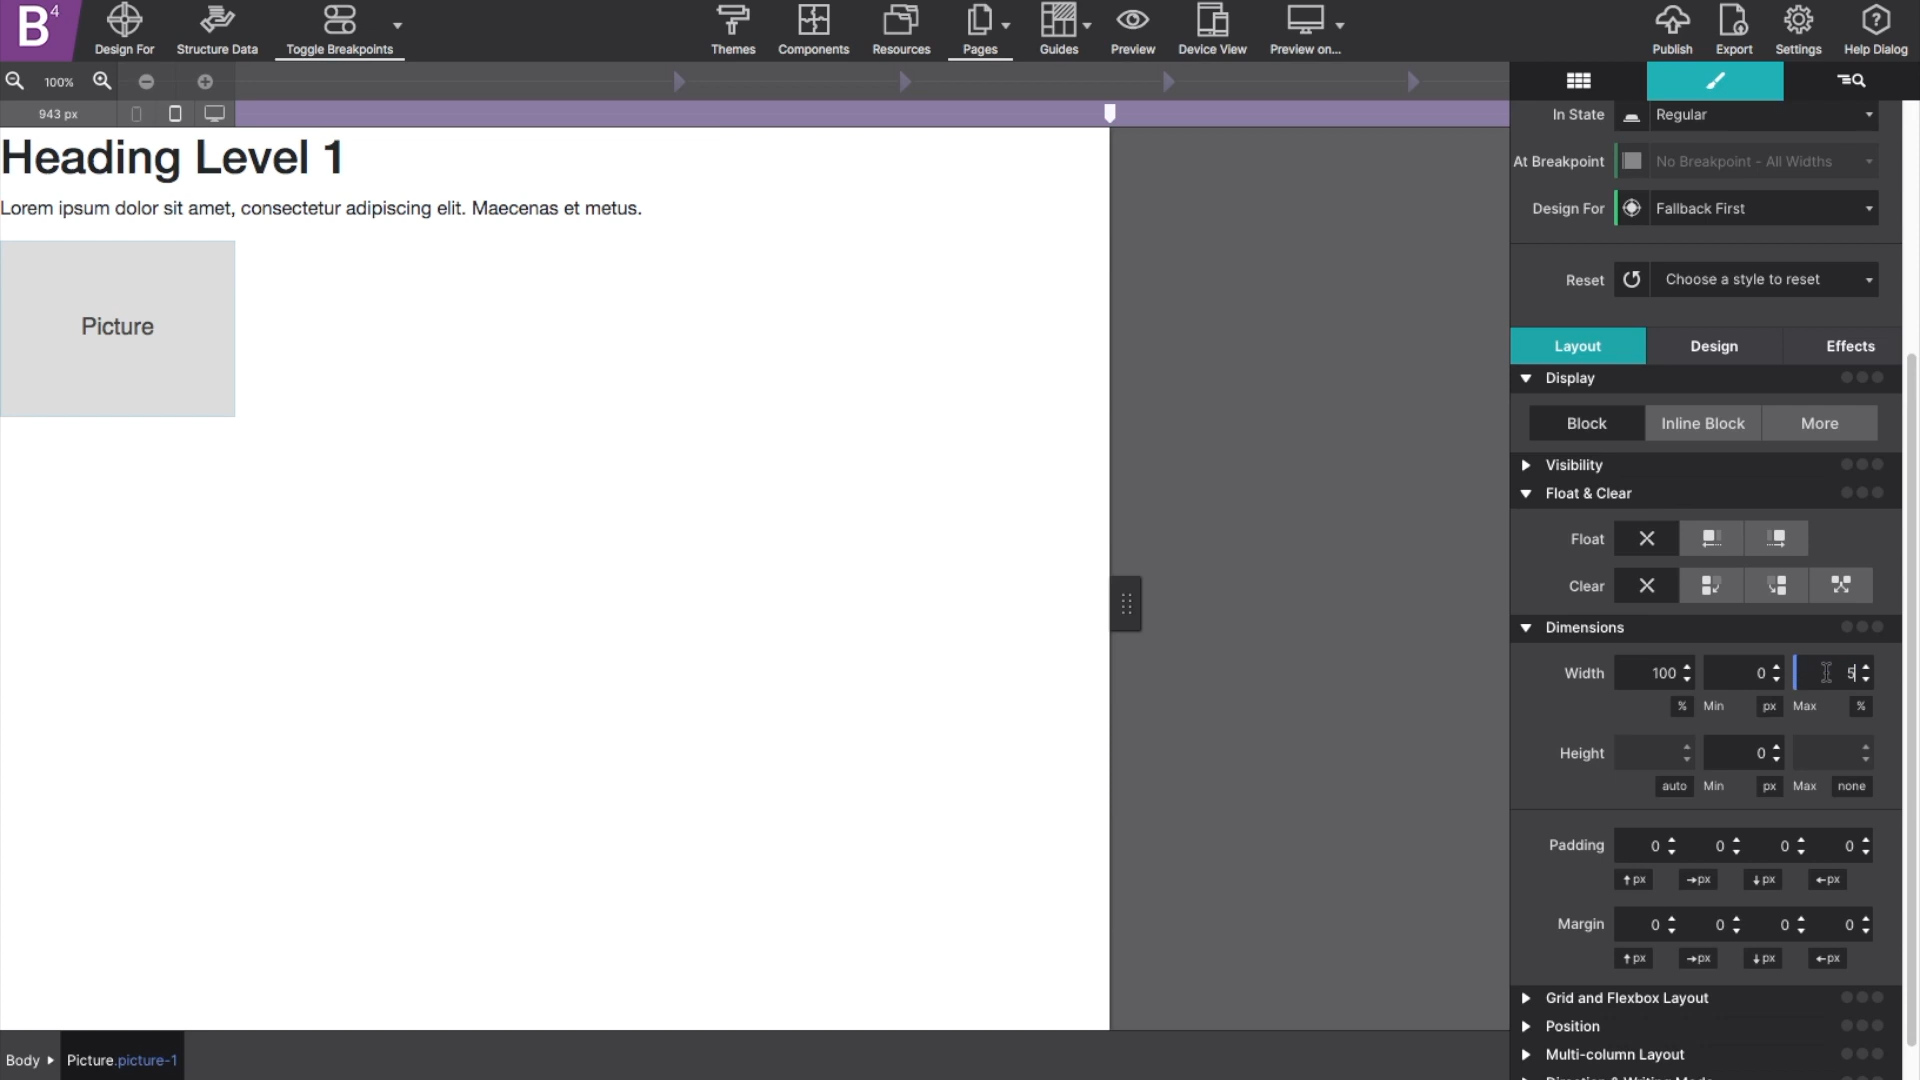 B4
Design For
Structure Data
Toggle Breakpoints
Themes
Components
Resources
Pages
Guides
Preview
Device View
Preview on...
Publish
Export
Settings
Help Dialog
100%
943 px
Heading Level 1
Lorem ipsum dolor sit amet, consectetur adipiscing elit. Maecenas et metus.
Picture
In State Regular
At Breakpoint No Breakpoint - All Widths
Design For Fallback First
Reset Choose a style to reset
Layout Design Effects
Display
Block Inline Block More
Visibility
Float & Clear
Float
Clear
Dimensions
Width 100 0 5
% Min px Max %
Height 0
auto Min px Max none
Padding 0 0 0 0
px px px px
Margin 0 0 0 0
px px px px
Grid and Flexbox Layout
Position
Multi-column Layout
Body Picture.picture-1